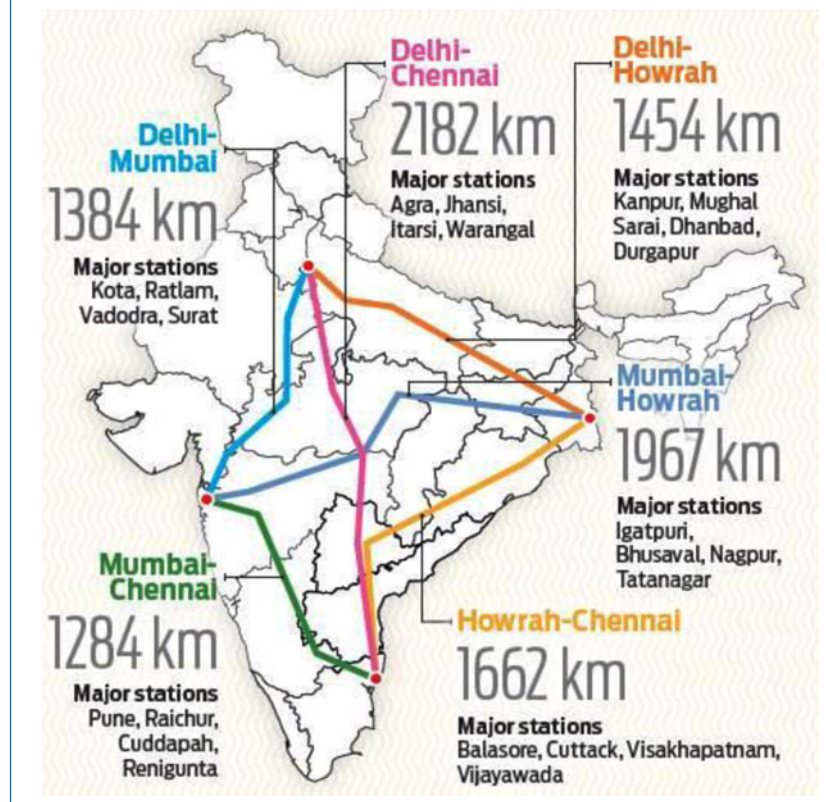 Delhi-
Chennai
2182 km
Major stations
Agra, Jhansi,
Itarsi, Warangal
Delhi-
Howrah
1454 km
Major stations
Kanpur, Mughal
Sarai, Dhanbad,
Durgapur
Delhi-
Mumbai
1384 km
Major stations
Kota, Ratlam,
Vadodra, Surat
Mumbai-
Howrah
1967 km
Major stations
Igatpuri,
Bhusaval, Nagpur,
Tatanagar
Mumbai-
Chennai
1284 km
Major stations
Pune, Raichur,
Cuddapah,
Renigunta
Howrah-Chennai
1662 km
Major stations
Balasore, Cuttack, Visakhapatnam,
Vijayawada